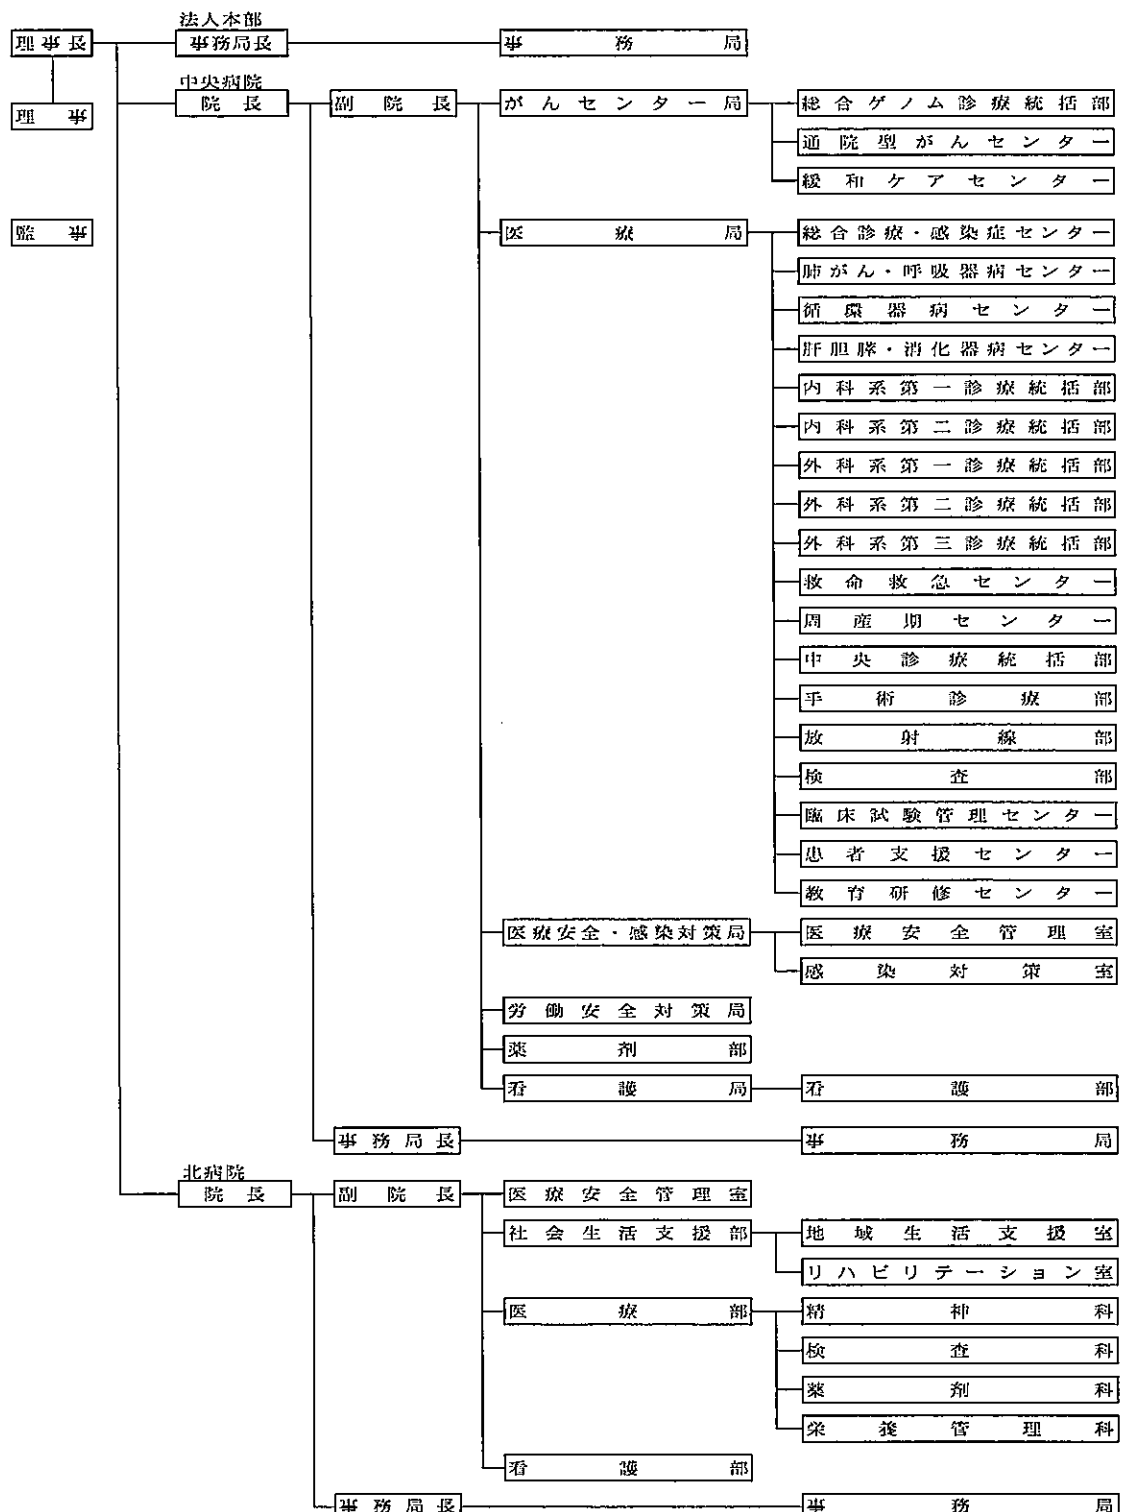 法人本部
理事長 事務局長 事務局
中央病院
理事 院長 副院長 がんセンター局 総合ゲノム診療統括部
通院型がんセンター
緩和ケアセンター
監事 医療局 総合診療・感染症センター
肺がん・呼吸器病センター
循環器病センター
肝胆膵・消化器病センター
内科系第一診療統括部
内科系第二診療統括部
外科系第一診療統括部
外科系第二診療統括部
外科系第三診療統括部
救命救急センター
周産期センター
中央診療統括部
手術診療部
放射線部
検査部
臨床試験管理センター
患者支援センター
教育研修センター
医療安全・感染対策局 医療安全管理室
感染対策室
労働安全対策局
薬剤部
看護局 看護部
事務局長 事務局
北病院
院長 副院長 医療安全管理室
社会生活支援部 地域生活支援室
リハビリテーション室
医療部 精神科
検査科
薬剤科
栄養管理科
看護部
事務局長 事務局